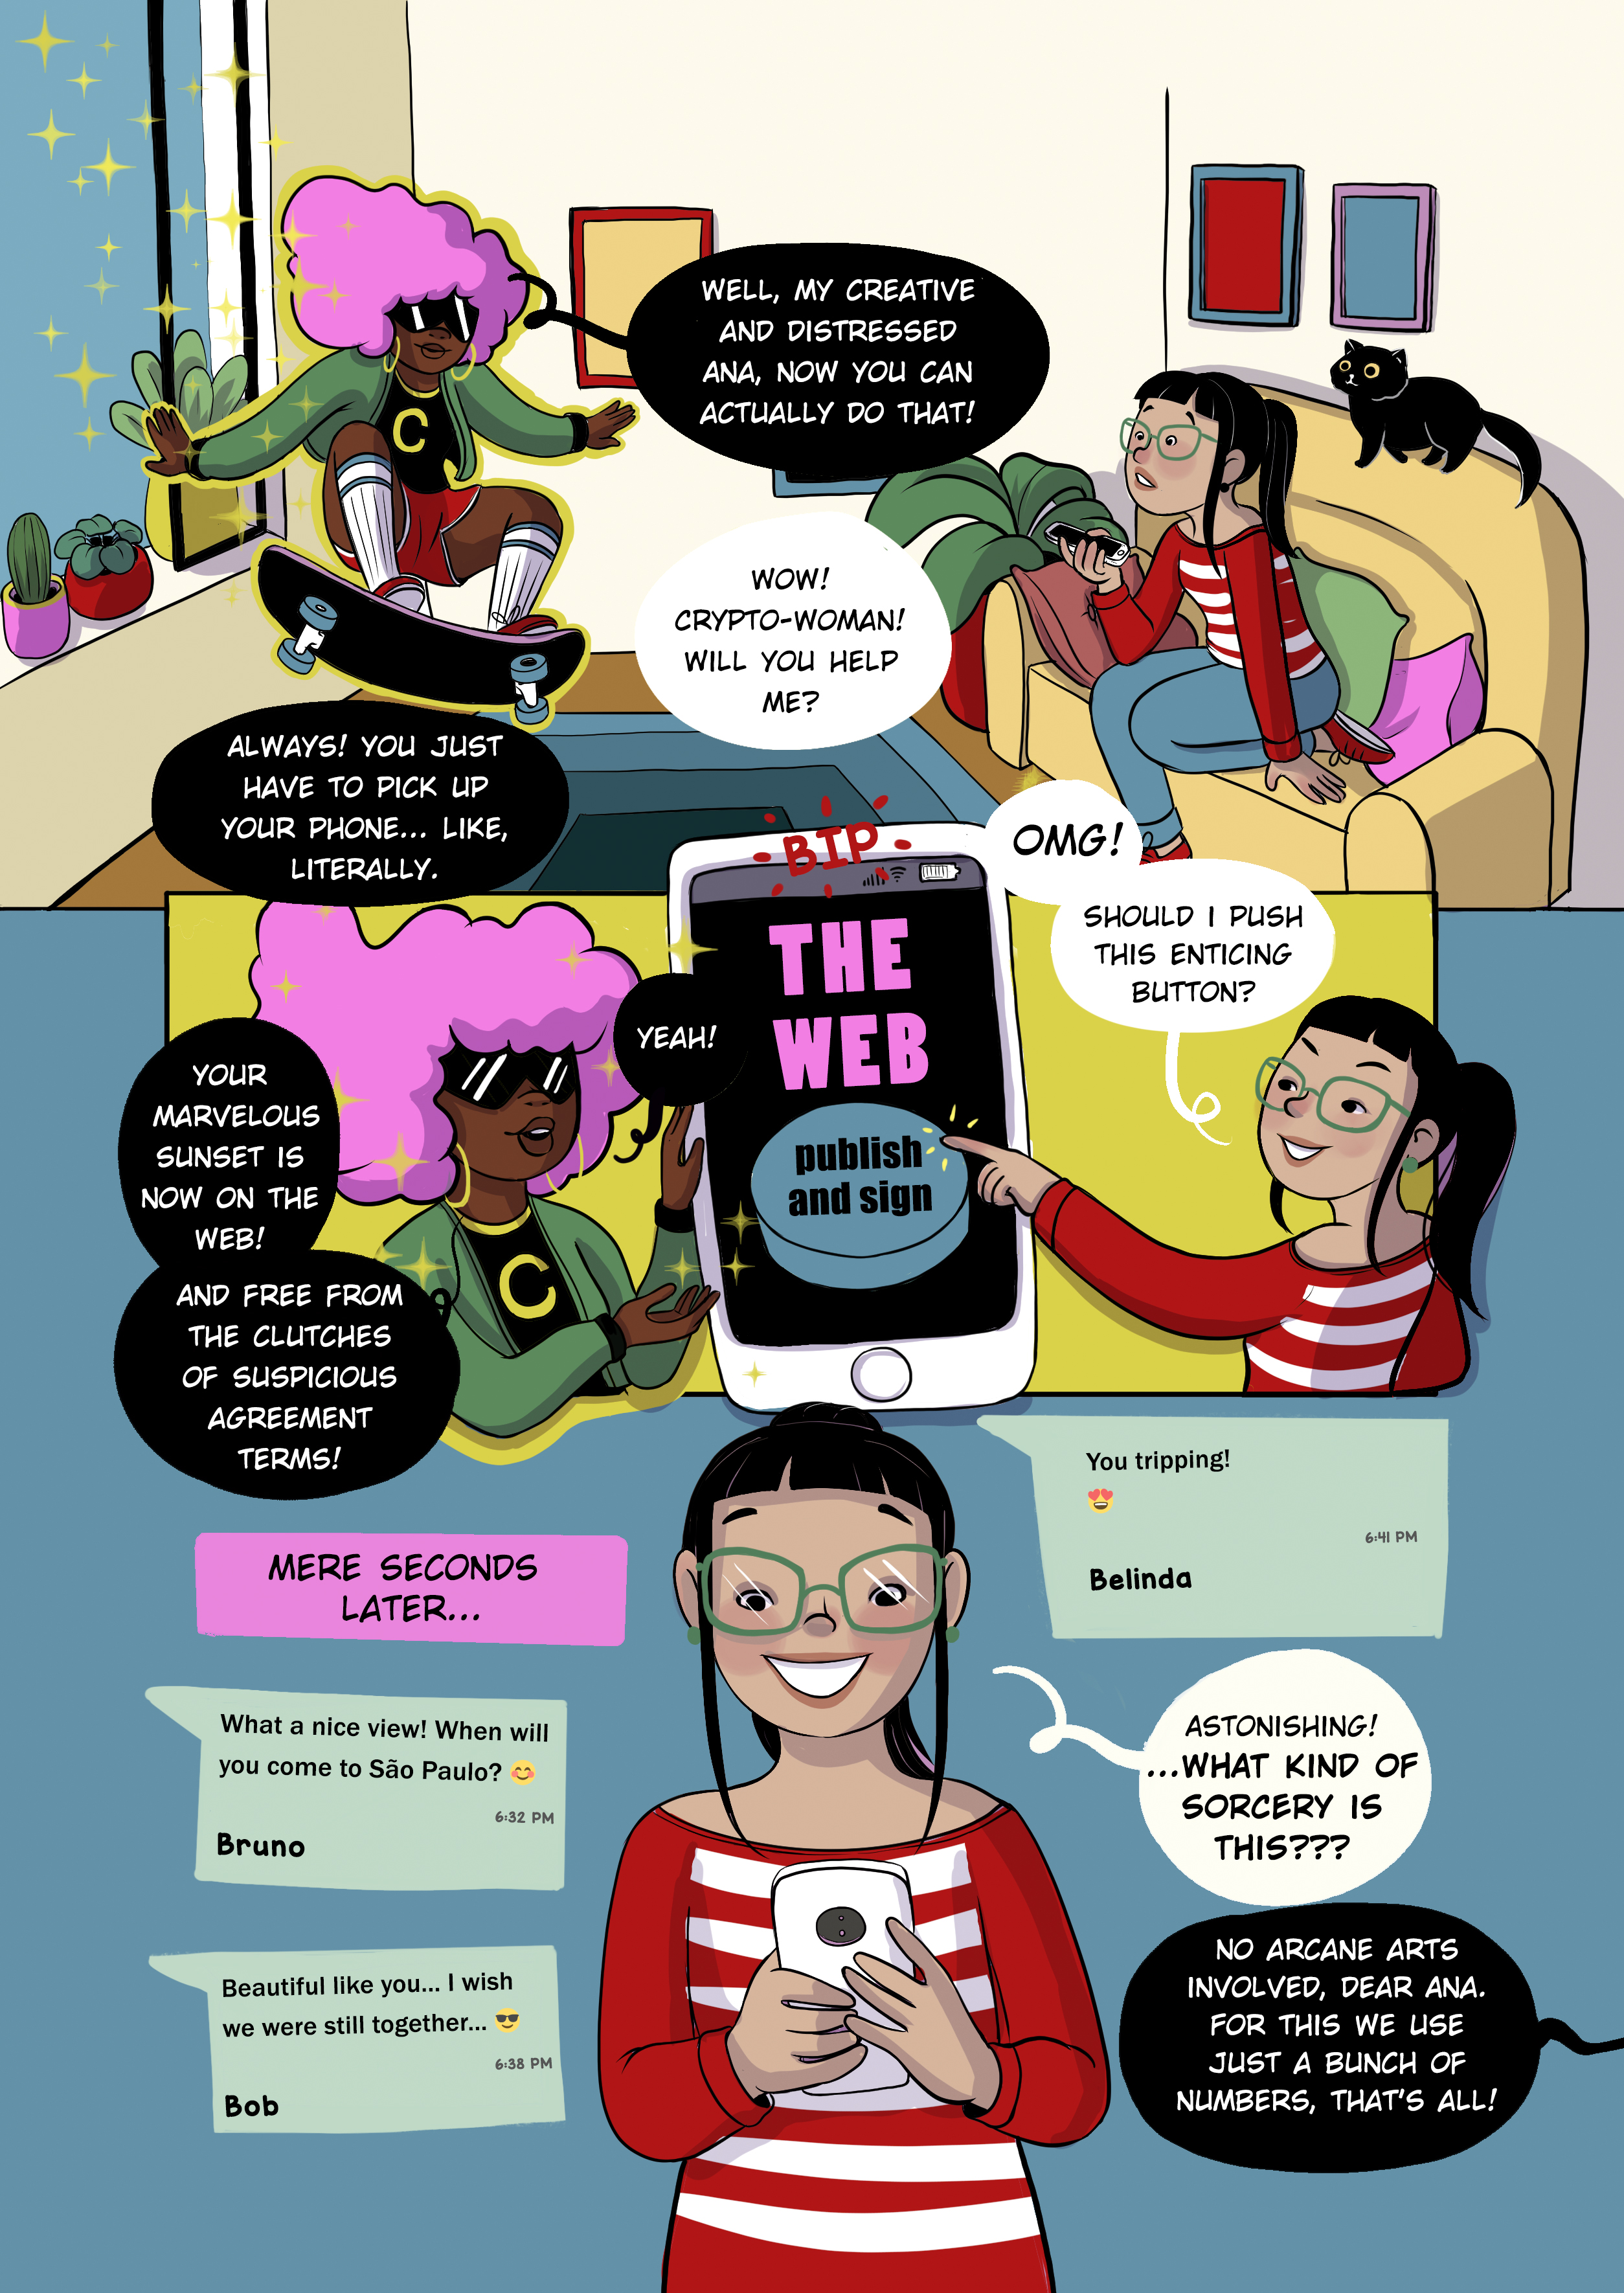 C
WELL, MY CREATIVE
AND DISTRESSED
ANA, NOW YOU CAN
ACTUALLY DO THAT!
WOW!
CRYPTO-WOMAN!
WILL YOU HELP
ME?
ALWAYS! YOU JUST
HAVE TO PICK UP
YOUR PHONE... LIKE,
LITERALLY.
BIP
OMG!
SHOULD I PUSH
THIS ENTICING
BUTTON?
THE
WEB
publish
and sign
YEAH!
YOUR
MARVELOUS
SUNSET IS
NOW ON THE
WEB!
C
AND FREE FROM
THE CLUTCHES
OF SUSPICIOUS
AGREEMENT
TERMS!
MERE SECONDS
LATER...
What a nice view! When will
you come to São Paulo? 😊
6:32 PM
Bruno
Beautiful like you... I wish
we were still together... 😎
6:38 PM
Bob
You tripping!
😍
6:41 PM
Belinda
ASTONISHING!
...WHAT KIND OF
SORCERY IS
THIS???
NO ARCANE ARTS
INVOLVED, DEAR ANA.
FOR THIS WE USE
JUST A BUNCH OF
NUMBERS, THAT'S ALL!